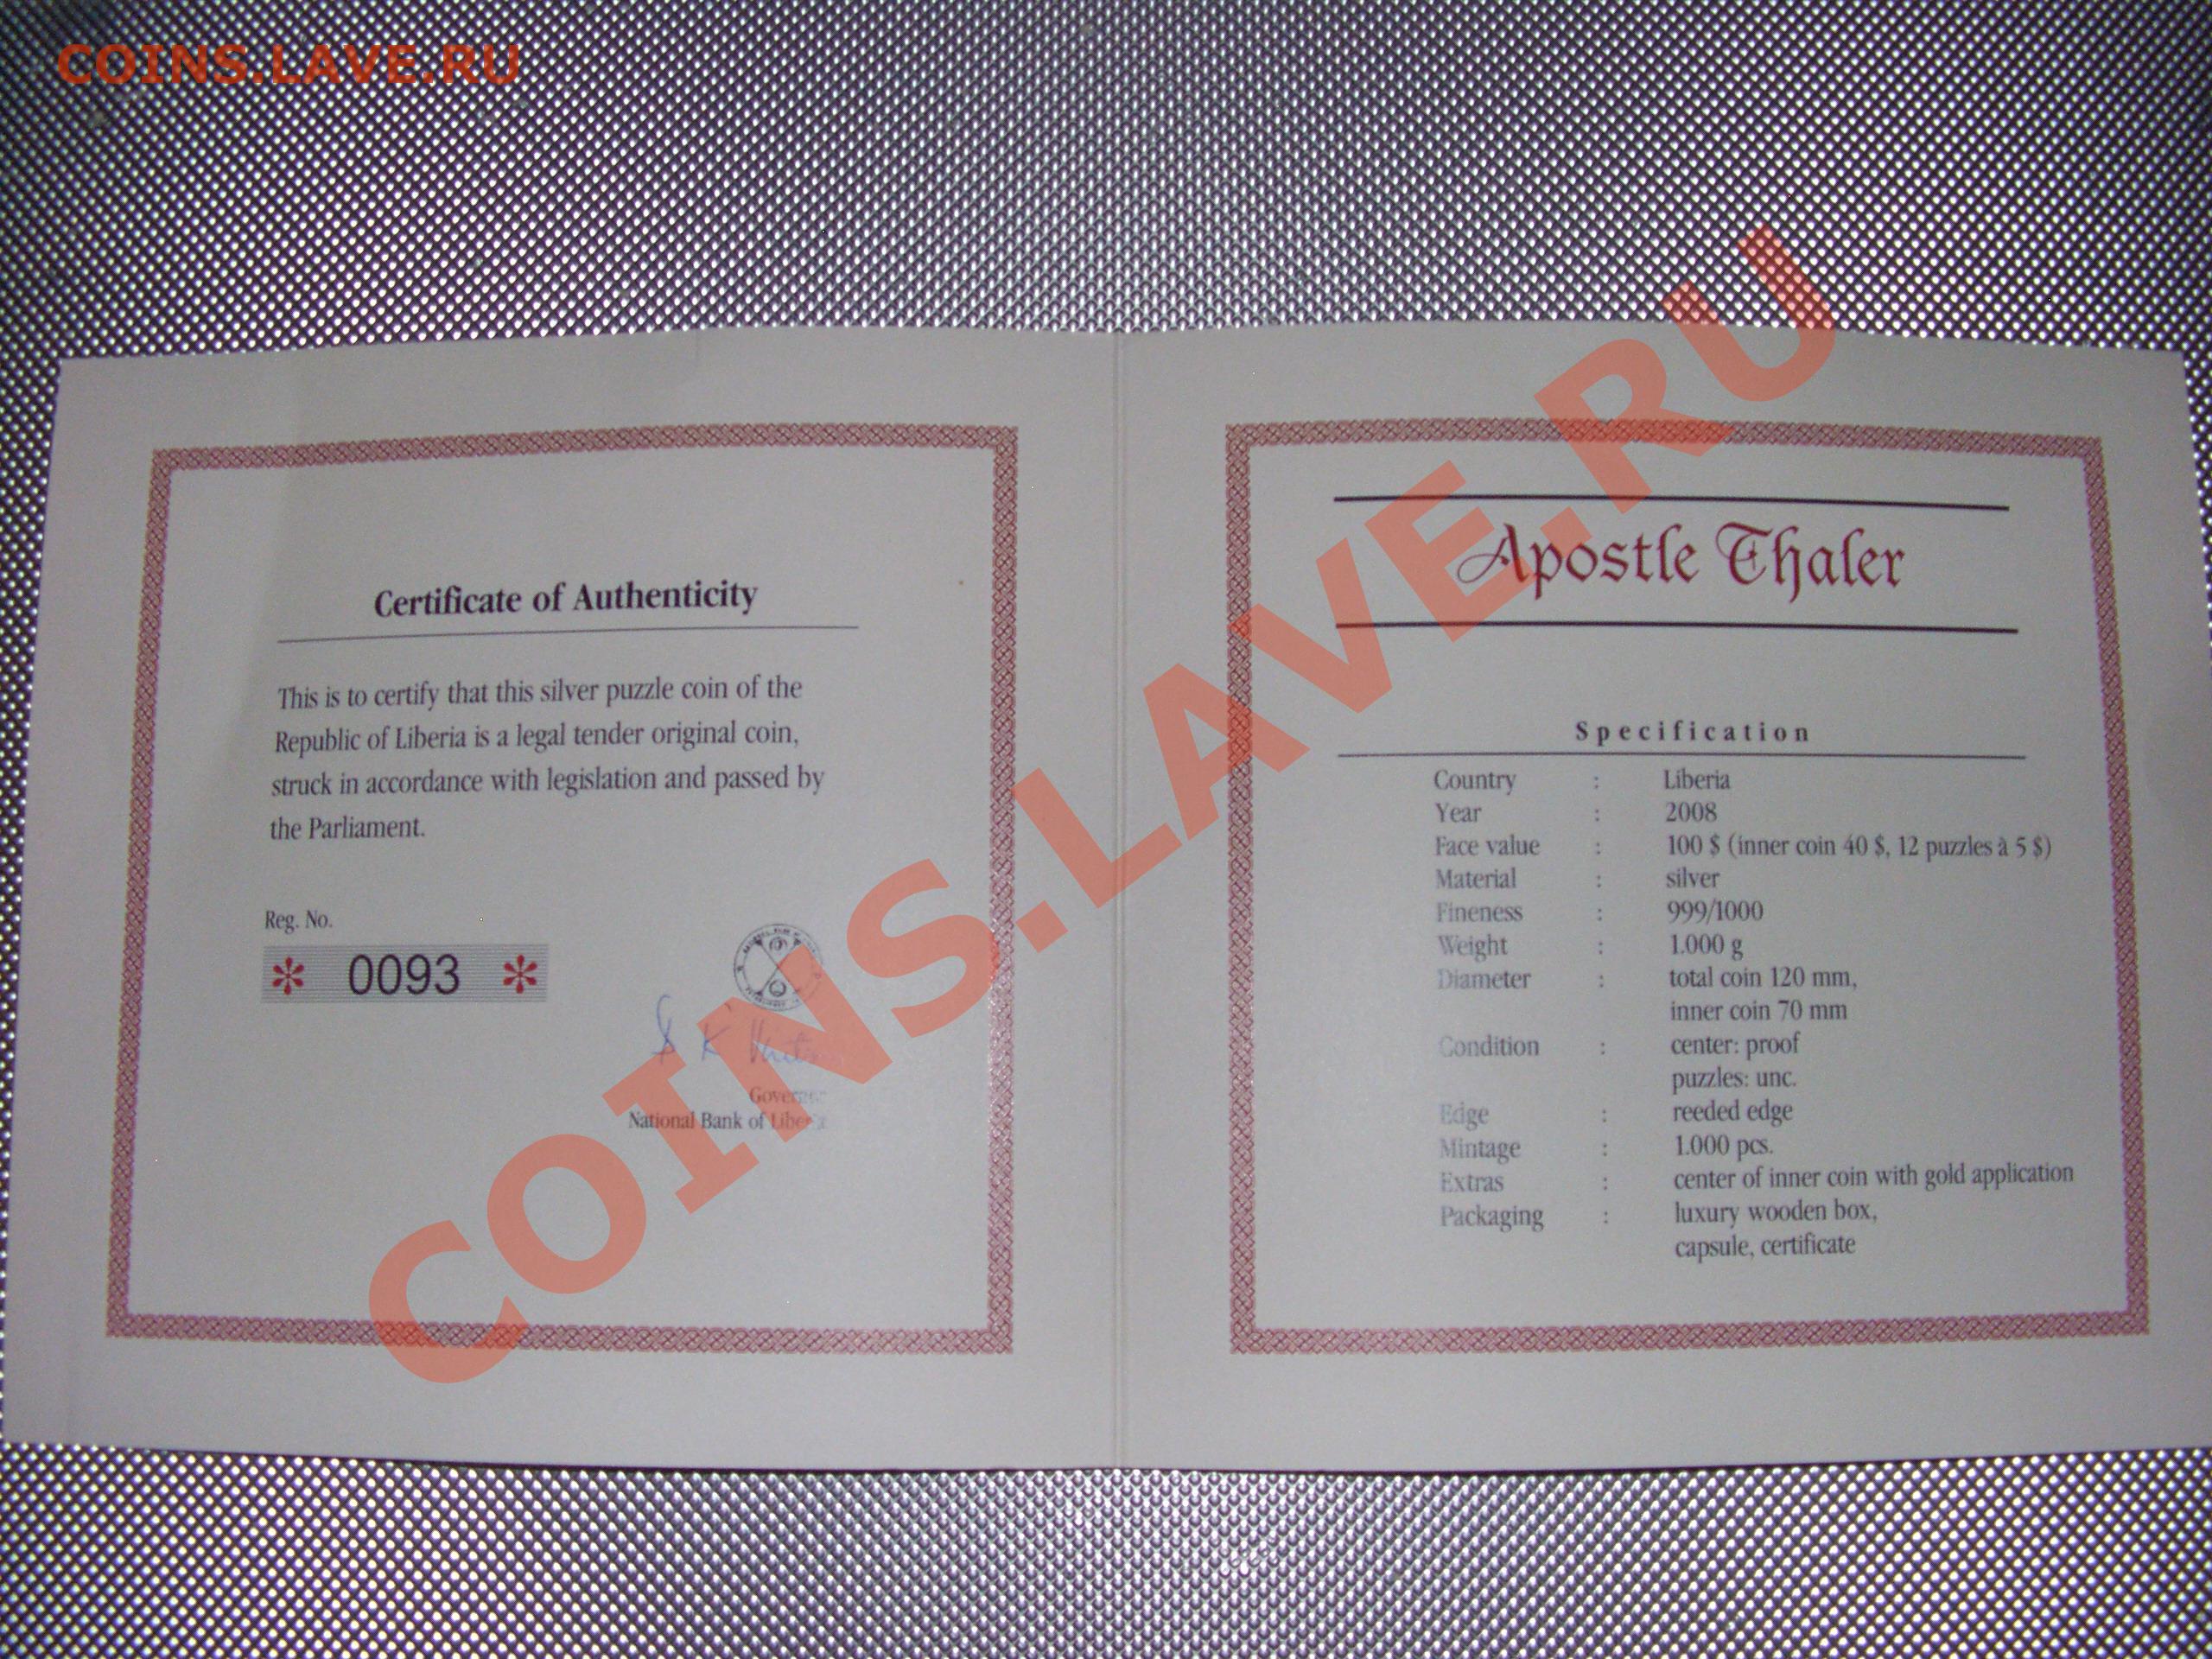 COINS.LAVE.RU
Certificate of Authenticity
This is to certify that this silver puzzle coin of the
Republic of Liberia is a legal tender original coin,
struck in accordance with legislation and passed by
the Parliament.
Reg. No.
* 0093 *
Governor
National Bank of Liberia
Apostle Thaler
Specification
Country : Liberia
Year : 2008
Face value : 100 $ (inner coin 40 $, 12 puzzles à 5 $)
Material : silver
Fineness : 999/1000
Weight : 1.000 g
Diameter : total coin 120 mm,
inner coin 70 mm
Condition : center: proof
puzzles: unc.
Edge : reeded edge
Mintage : 1.000 pcs.
Extras : center of inner coin with gold application
Packaging : luxury wooden box,
capsule, certificate
COINS.LAVE.RU